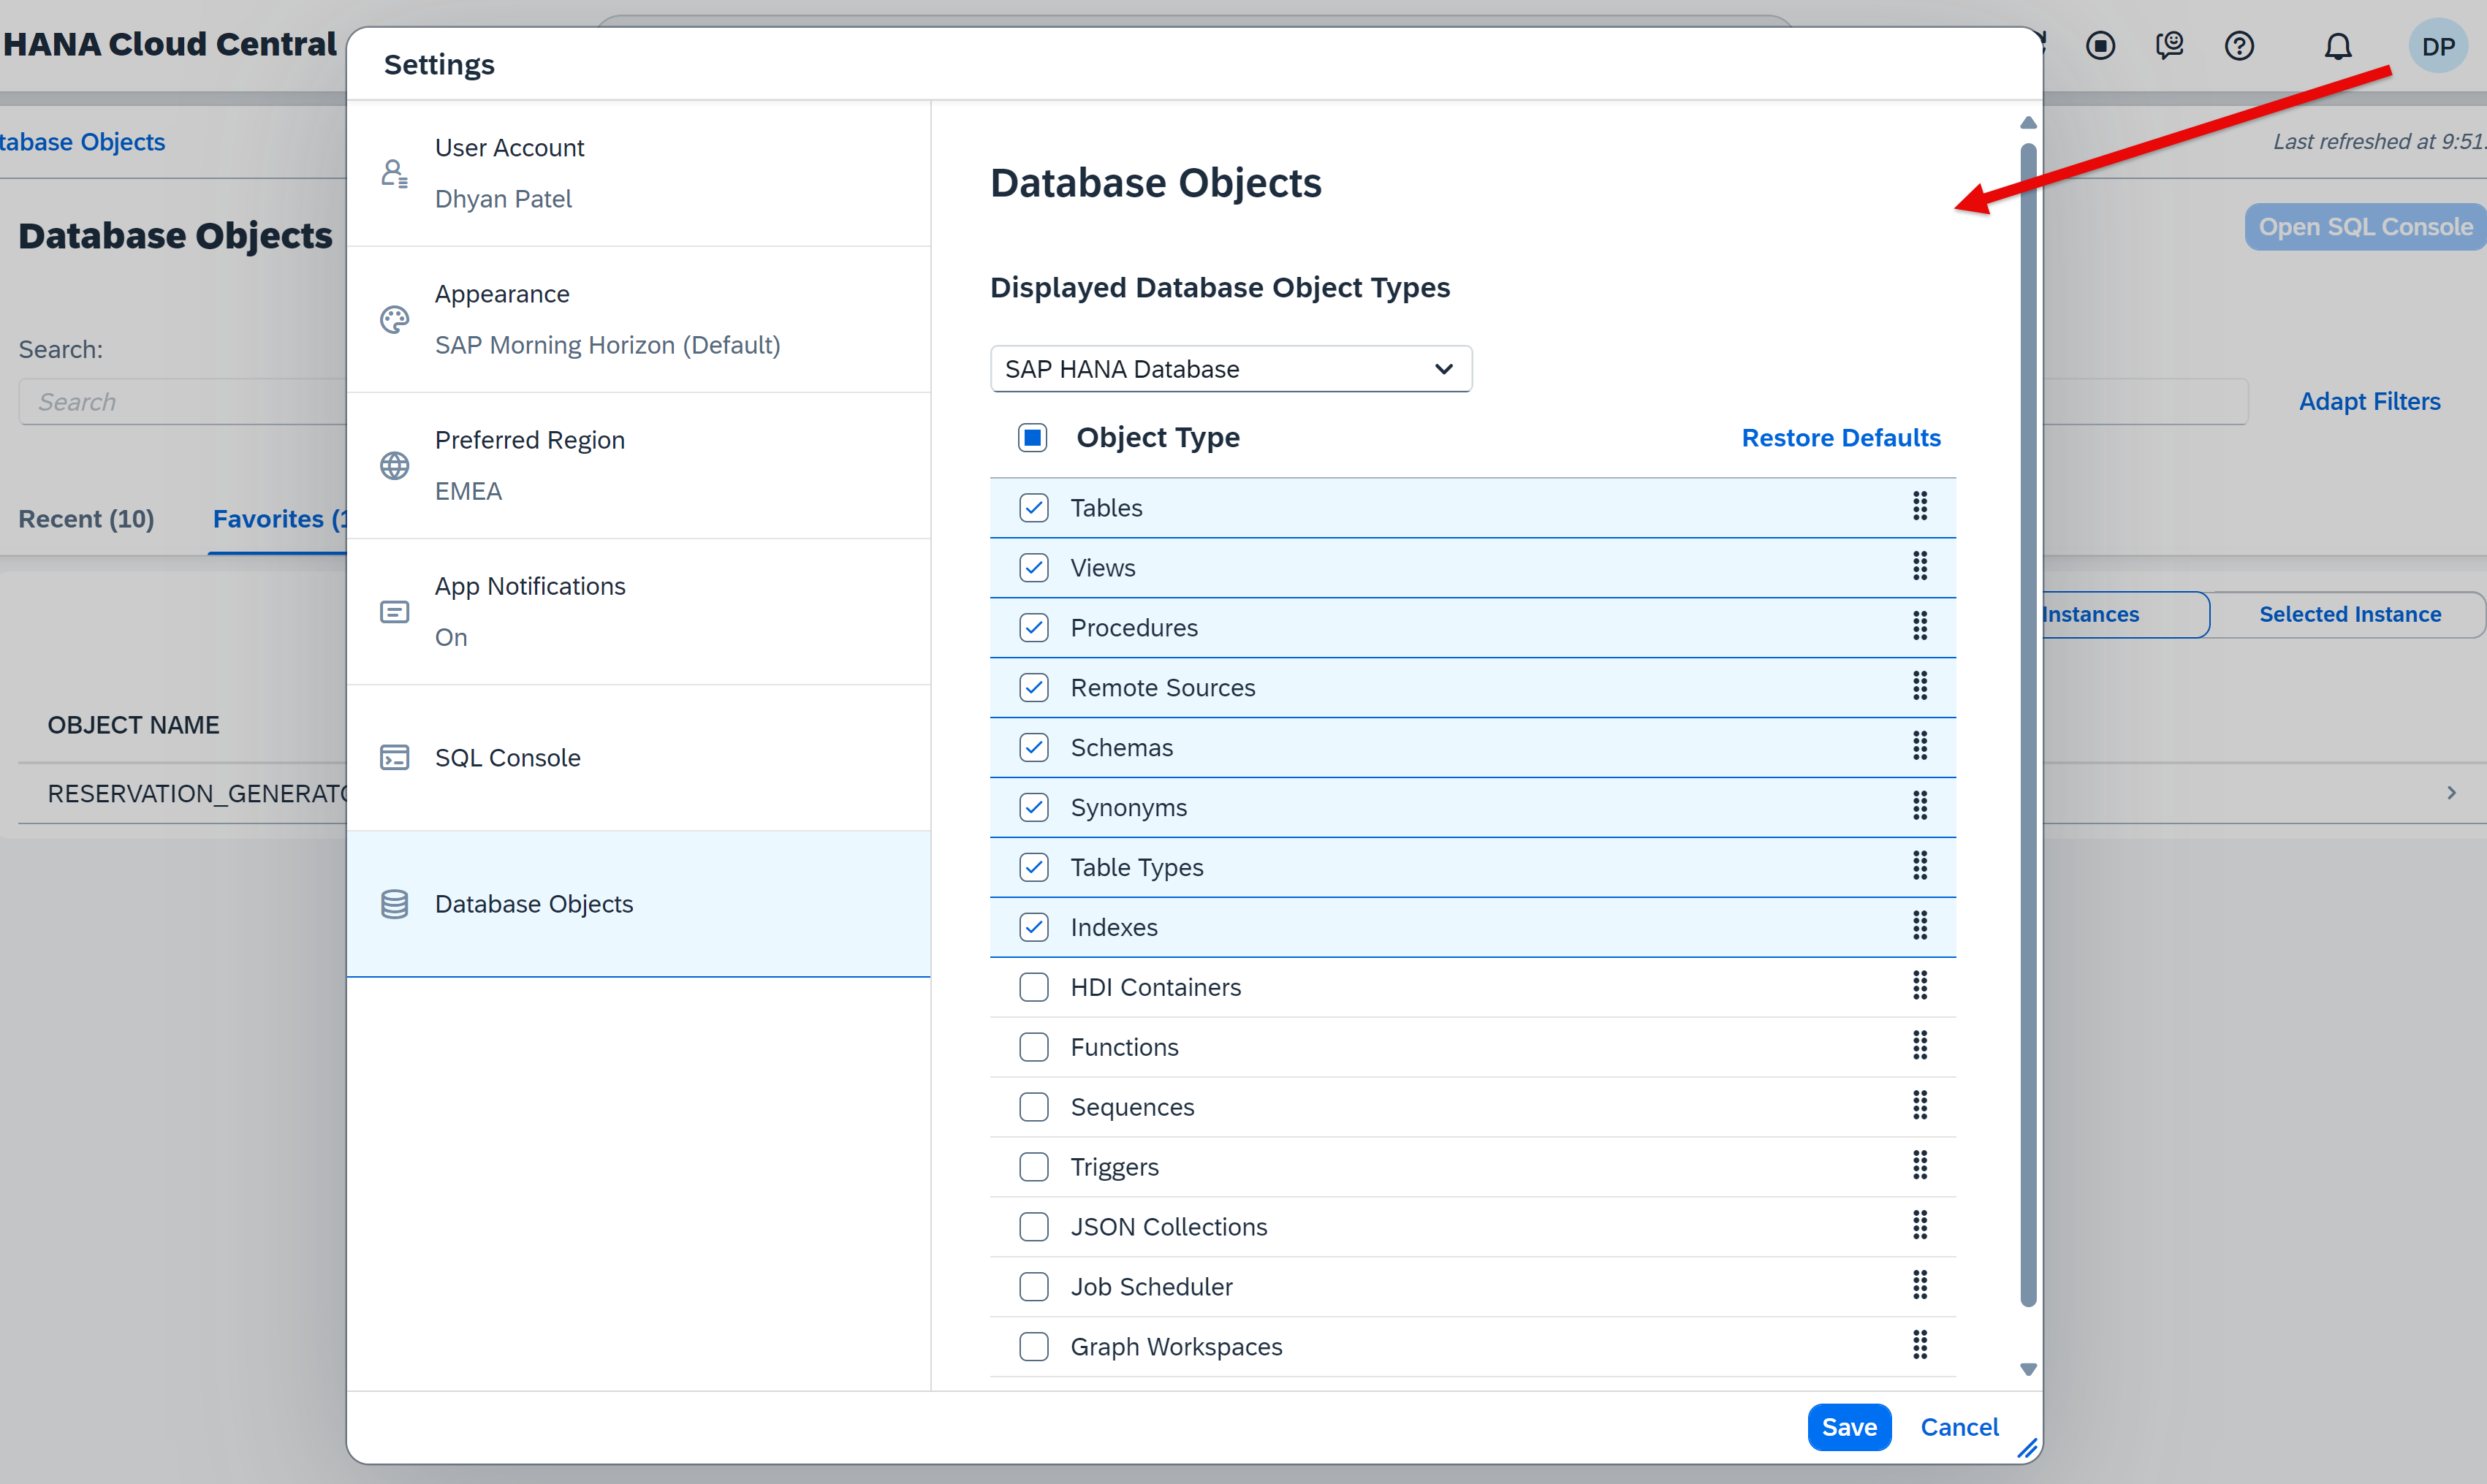 HANA Cloud Central
DP
tabase Objects
Last refreshed at 9:51:
Database Objects
Open SQL Console
Search:
Search
Adapt Filters
Recent (10)
Favorites (1
Instances
Selected Instance
OBJECT NAME
RESERVATION_GENERATO
Settings
User Account
Dhyan Patel
Appearance
SAP Morning Horizon (Default)
Preferred Region
EMEA
App Notifications
On
SQL Console
Database Objects
Database Objects
Displayed Database Object Types
SAP HANA Database
Object Type
Restore Defaults
Tables
Views
Procedures
Remote Sources
Schemas
Synonyms
Table Types
Indexes
HDI Containers
Functions
Sequences
Triggers
JSON Collections
Job Scheduler
Graph Workspaces
Save
Cancel